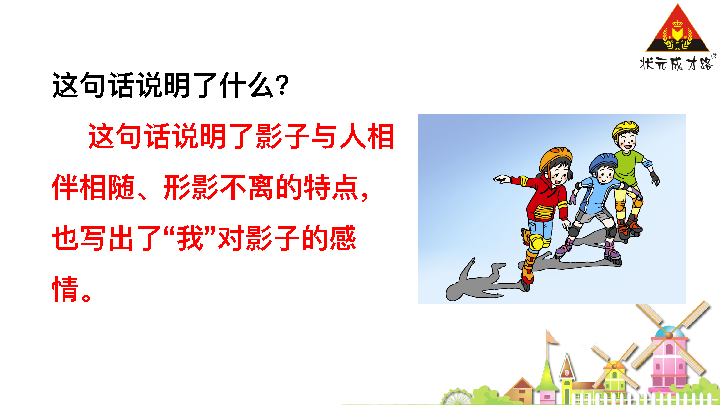 状元成才路
这句话说明了什么？
这句话说明了影子与人相
伴相随、形影不离的特点，
也写出了“我”对影子的感
情。